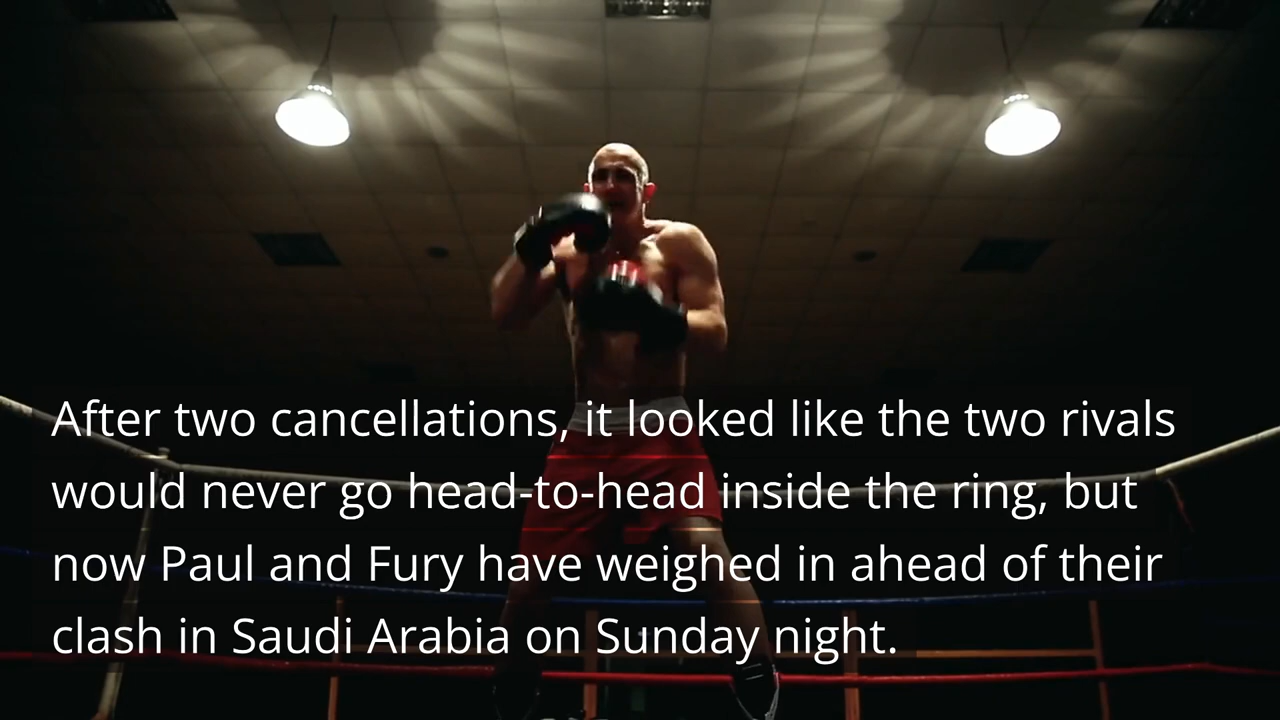 After two cancellations, it looked like the two rivals
would never go head-to-head inside the ring, but
now Paul and Fury have weighed in ahead of their
clash in Saudi Arabia on Sunday night.